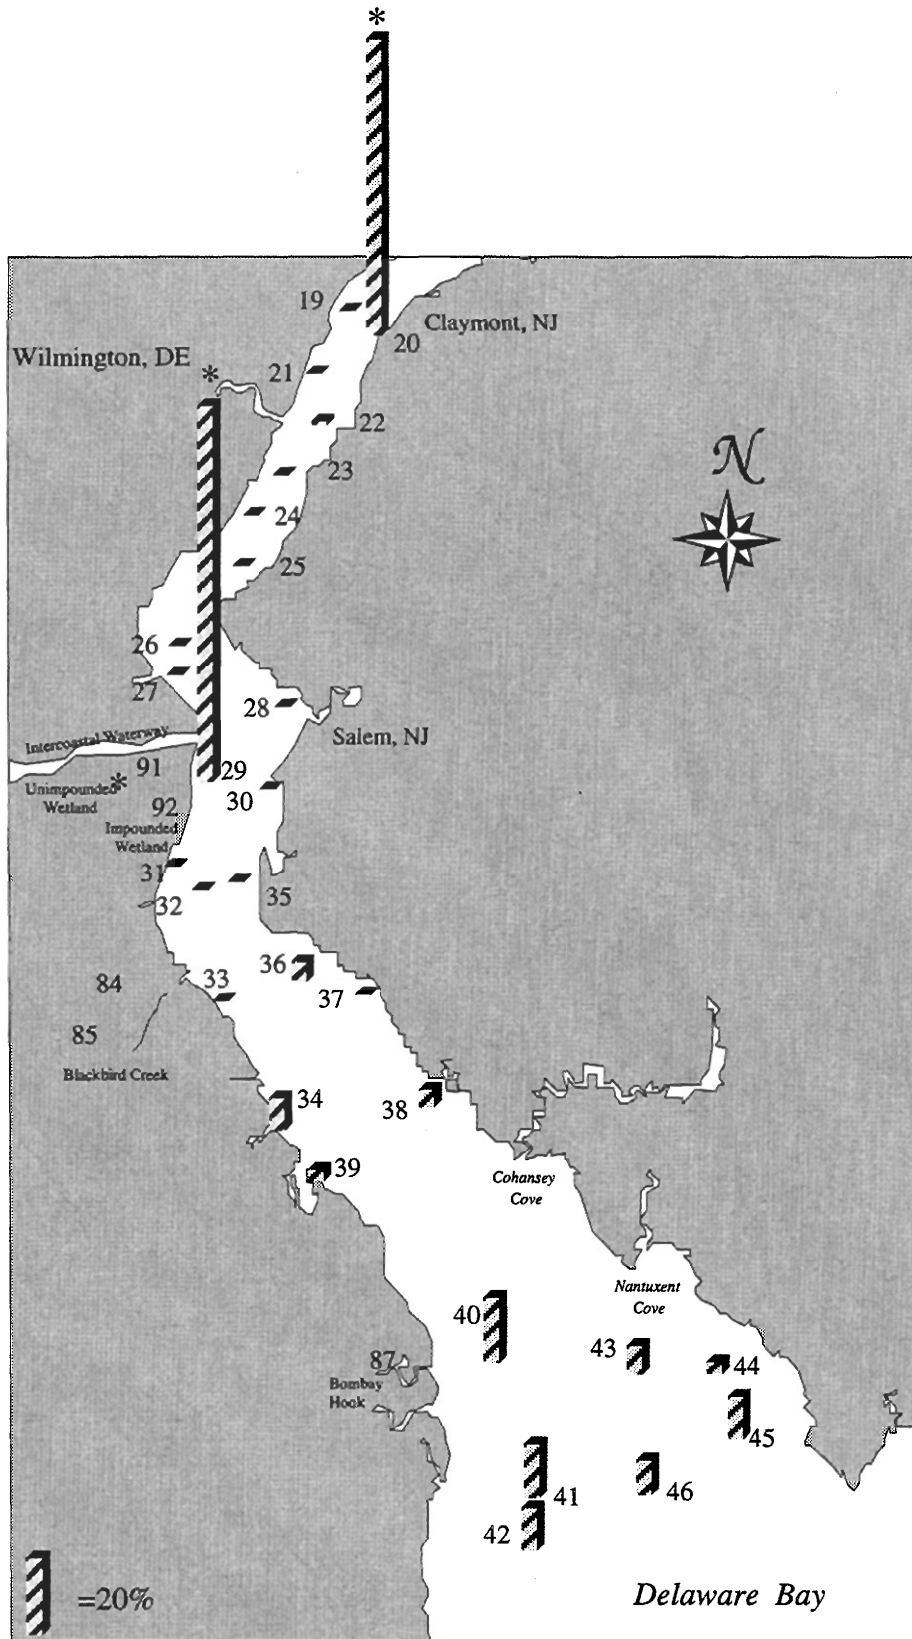 *
19
Claymont, NJ
20
Wilmington, DE
*
21
22
23
N
24
25
26
27
28
Salem, NJ
Intercoastal Waterway
91
29
Unimpounded *
Wetland
30
92
Impounded
Wetland
31
32
35
36
33
84
37
85
Blackbird Creek
34
38
39
Cohansey
Cove
Nantuxent
Cove
40
43
44
87
Bombay
Hook
45
41
46
42
=20%
Delaware Bay